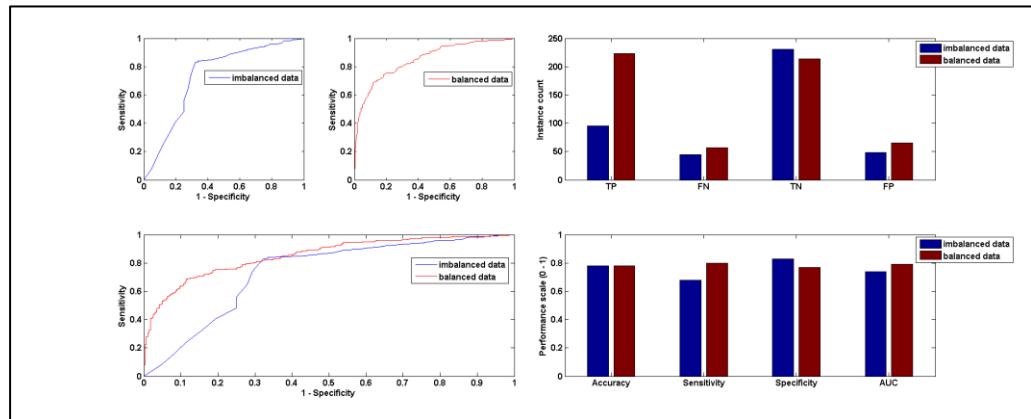 1
0.8
0.6
0.4
0.2
0
Sensitivity
0 0.2 0.4 0.6 0.8 1
1 - Specificity
imbalanced data
1
0.8
0.6
0.4
0.2
0
Sensitivity
0 0.2 0.4 0.6 0.8 1
1 - Specificity
balanced data
250
200
150
100
50
0
Instance count
TP FN TN FP
imbalanced data
balanced data
1
0.8
0.6
0.4
0.2
0
Sensitivity
0 0.1 0.2 0.3 0.4 0.5 0.6 0.7 0.8 0.9 1
1 - Specificity
imbalanced data
balanced data
1
0.8
0.6
0.4
0.2
0
Performance scale (0 - 1)
Accuracy Sensitivity Specificity AUC
imbalanced data
balanced data